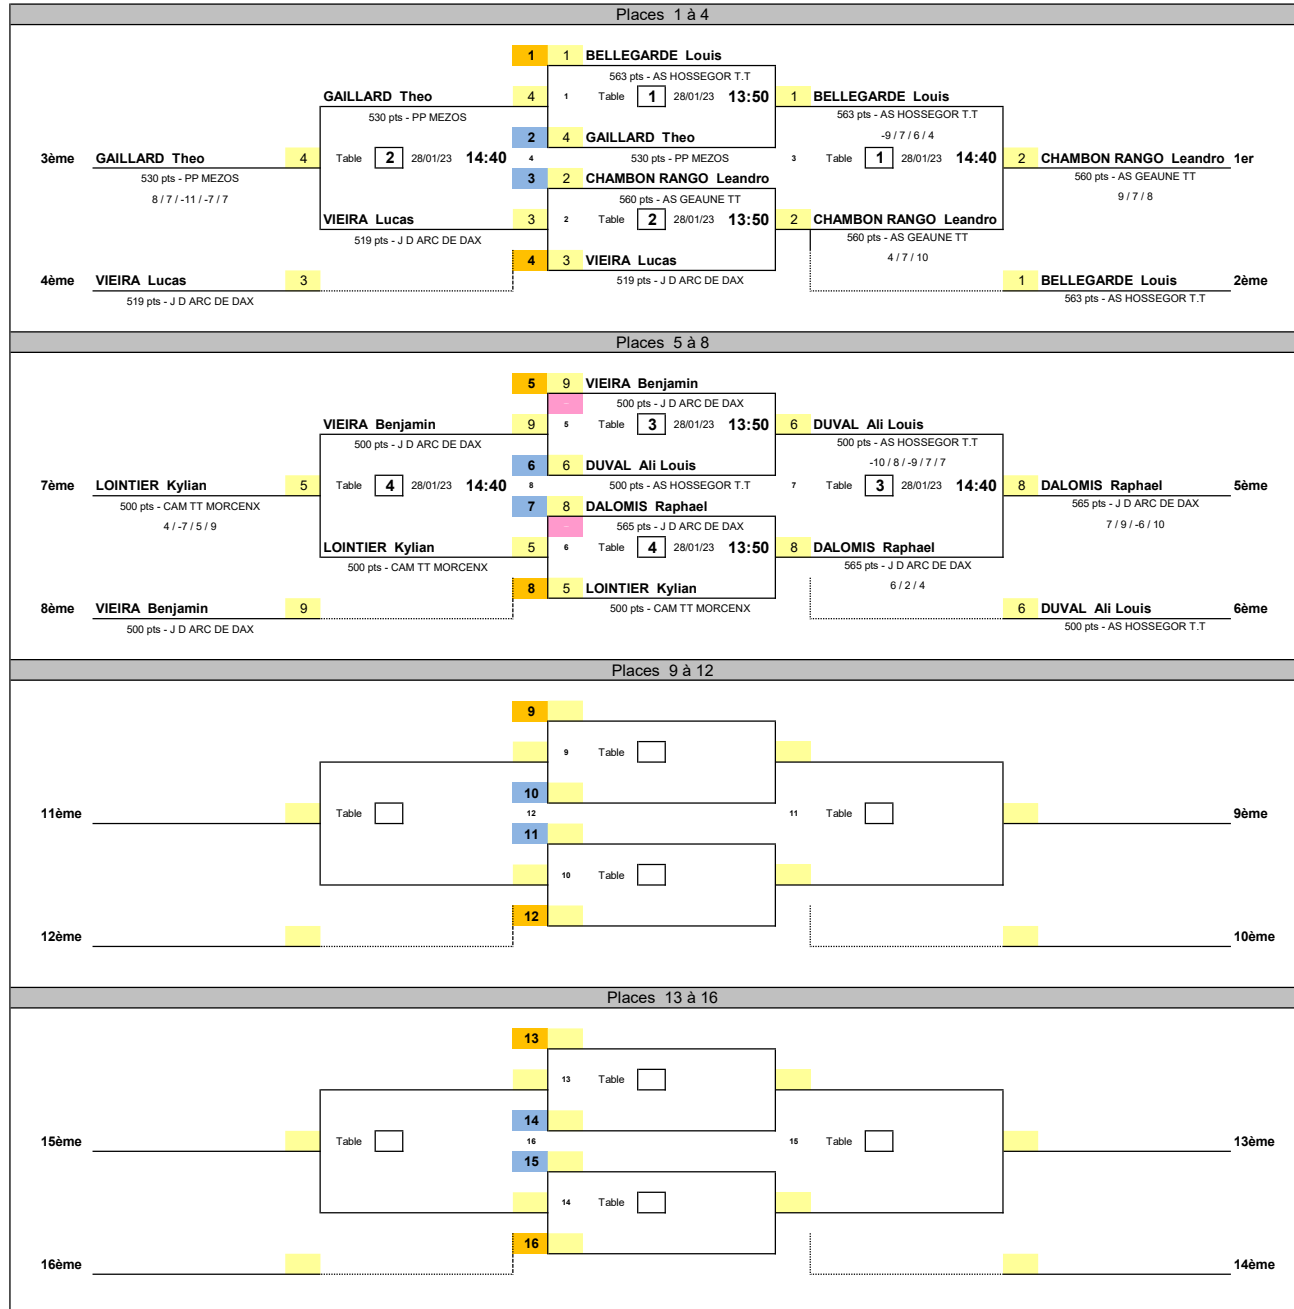 Places 1 à 4
1 1 BELLEGARDE Louis
563 pts - AS HOSSEGOR T.T
GAILLARD Theo 4 1 Table 1 28/01/23 13:50 1 BELLEGARDE Louis
530 pts - PP MEZOS 563 pts - AS HOSSEGOR T.T
2 4 GAILLARD Theo -9 / 7 / 6 / 4
3ème GAILLARD Theo 4 Table 2 28/01/23 14:40 4 530 pts - PP MEZOS 3 Table 1 28/01/23 14:40 2 CHAMBON RANGO Leandro 1er
530 pts - PP MEZOS 3 2 CHAMBON RANGO Leandro 560 pts - AS GEAUNE TT
8 / 7 / -11 / -7 / 7 560 pts - AS GEAUNE TT 9 / 7 / 8
VIEIRA Lucas 3 2 Table 2 28/01/23 13:50 2 CHAMBON RANGO Leandro
519 pts - J D ARC DE DAX 560 pts - AS GEAUNE TT
4 3 VIEIRA Lucas 4 / 7 / 10
4ème VIEIRA Lucas 3 519 pts - J D ARC DE DAX 1 BELLEGARDE Louis 2ème
519 pts - J D ARC DE DAX 563 pts - AS HOSSEGOR T.T
Places 5 à 8
5 9 VIEIRA Benjamin
500 pts - J D ARC DE DAX
VIEIRA Benjamin 9 5 Table 3 28/01/23 13:50 6 DUVAL Ali Louis
500 pts - J D ARC DE DAX 500 pts - AS HOSSEGOR T.T
6 6 DUVAL Ali Louis -10 / 8 / -9 / 7 / 7
7ème LOINTIER Kylian 5 Table 4 28/01/23 14:40 8 500 pts - AS HOSSEGOR T.T 7 Table 3 28/01/23 14:40 8 DALOMIS Raphael 5ème
500 pts - CAM TT MORCENX 7 8 DALOMIS Raphael 565 pts - J D ARC DE DAX
4 / -7 / 5 / 9 565 pts - J D ARC DE DAX 7 / 9 / -6 / 10
LOINTIER Kylian 5 6 Table 4 28/01/23 13:50 8 DALOMIS Raphael
500 pts - CAM TT MORCENX 565 pts - J D ARC DE DAX
8 5 LOINTIER Kylian 6 / 2 / 4
8ème VIEIRA Benjamin 9 500 pts - CAM TT MORCENX 6 DUVAL Ali Louis 6ème
500 pts - J D ARC DE DAX 500 pts - AS HOSSEGOR T.T
Places 9 à 12
9
9 Table
10
11ème Table 12 11 Table 9ème
11
10 Table
12
12ème 10ème
Places 13 à 16
13
13 Table
14
15ème Table 16 15 Table 13ème
15
14 Table
16
16ème 14ème